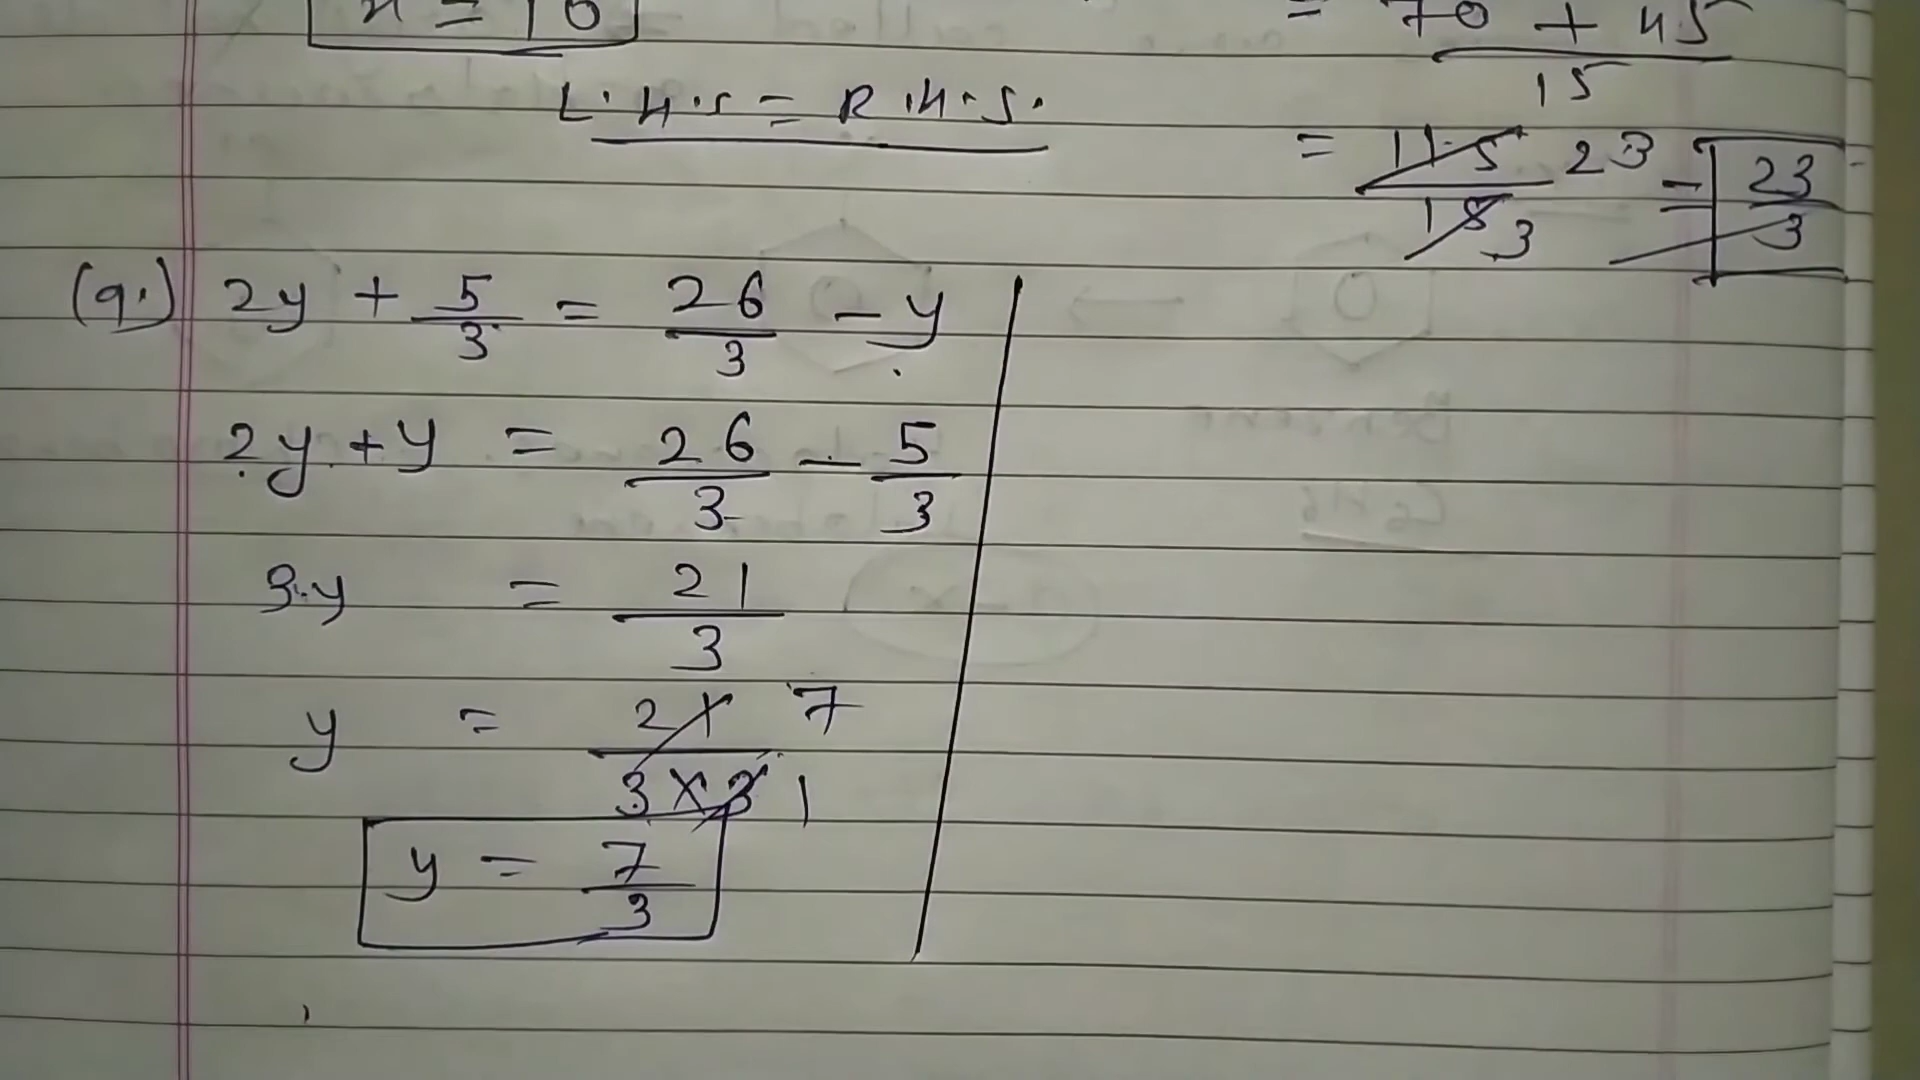 x = 10
= 70 + 45 / 15
L.H.S = R.H.S.
= 115 / 15 23 / 3 = 23 / 3
(9.) 2y + 5/3 = 26/3 - y
2y + y = 26/3 - 5/3
3y = 21/3
y = 21 7 / 3 × 3 1
y = 7/3